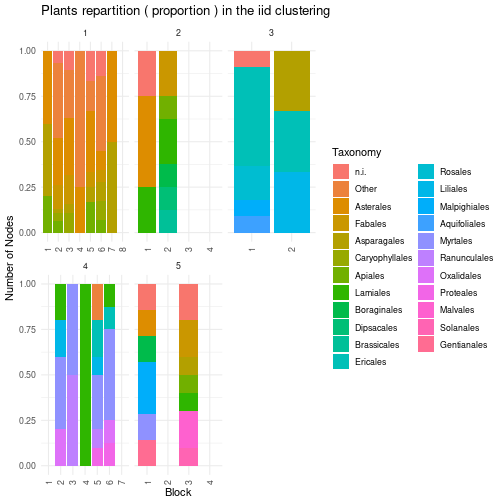 Plants repartition ( proportion ) in the iid clustering
1 2 3
1.00
0.75
0.50
0.25
0.00
1 2 3 4 5 6 7 8 1 2 3 4 1 2
4 5
1.00
0.75
0.50
0.25
0.00
1 2 3 4 5 6 7 1 2 3 4
Number of Nodes
Block
Taxonomy
n.i.
Other
Asterales
Fabales
Asparagales
Caryophyllales
Apiales
Lamiales
Boraginales
Dipsacales
Brassicales
Ericales
Rosales
Liliales
Malpighiales
Aquifoliales
Myrtales
Ranunculales
Oxalidales
Proteales
Malvales
Solanales
Gentianales